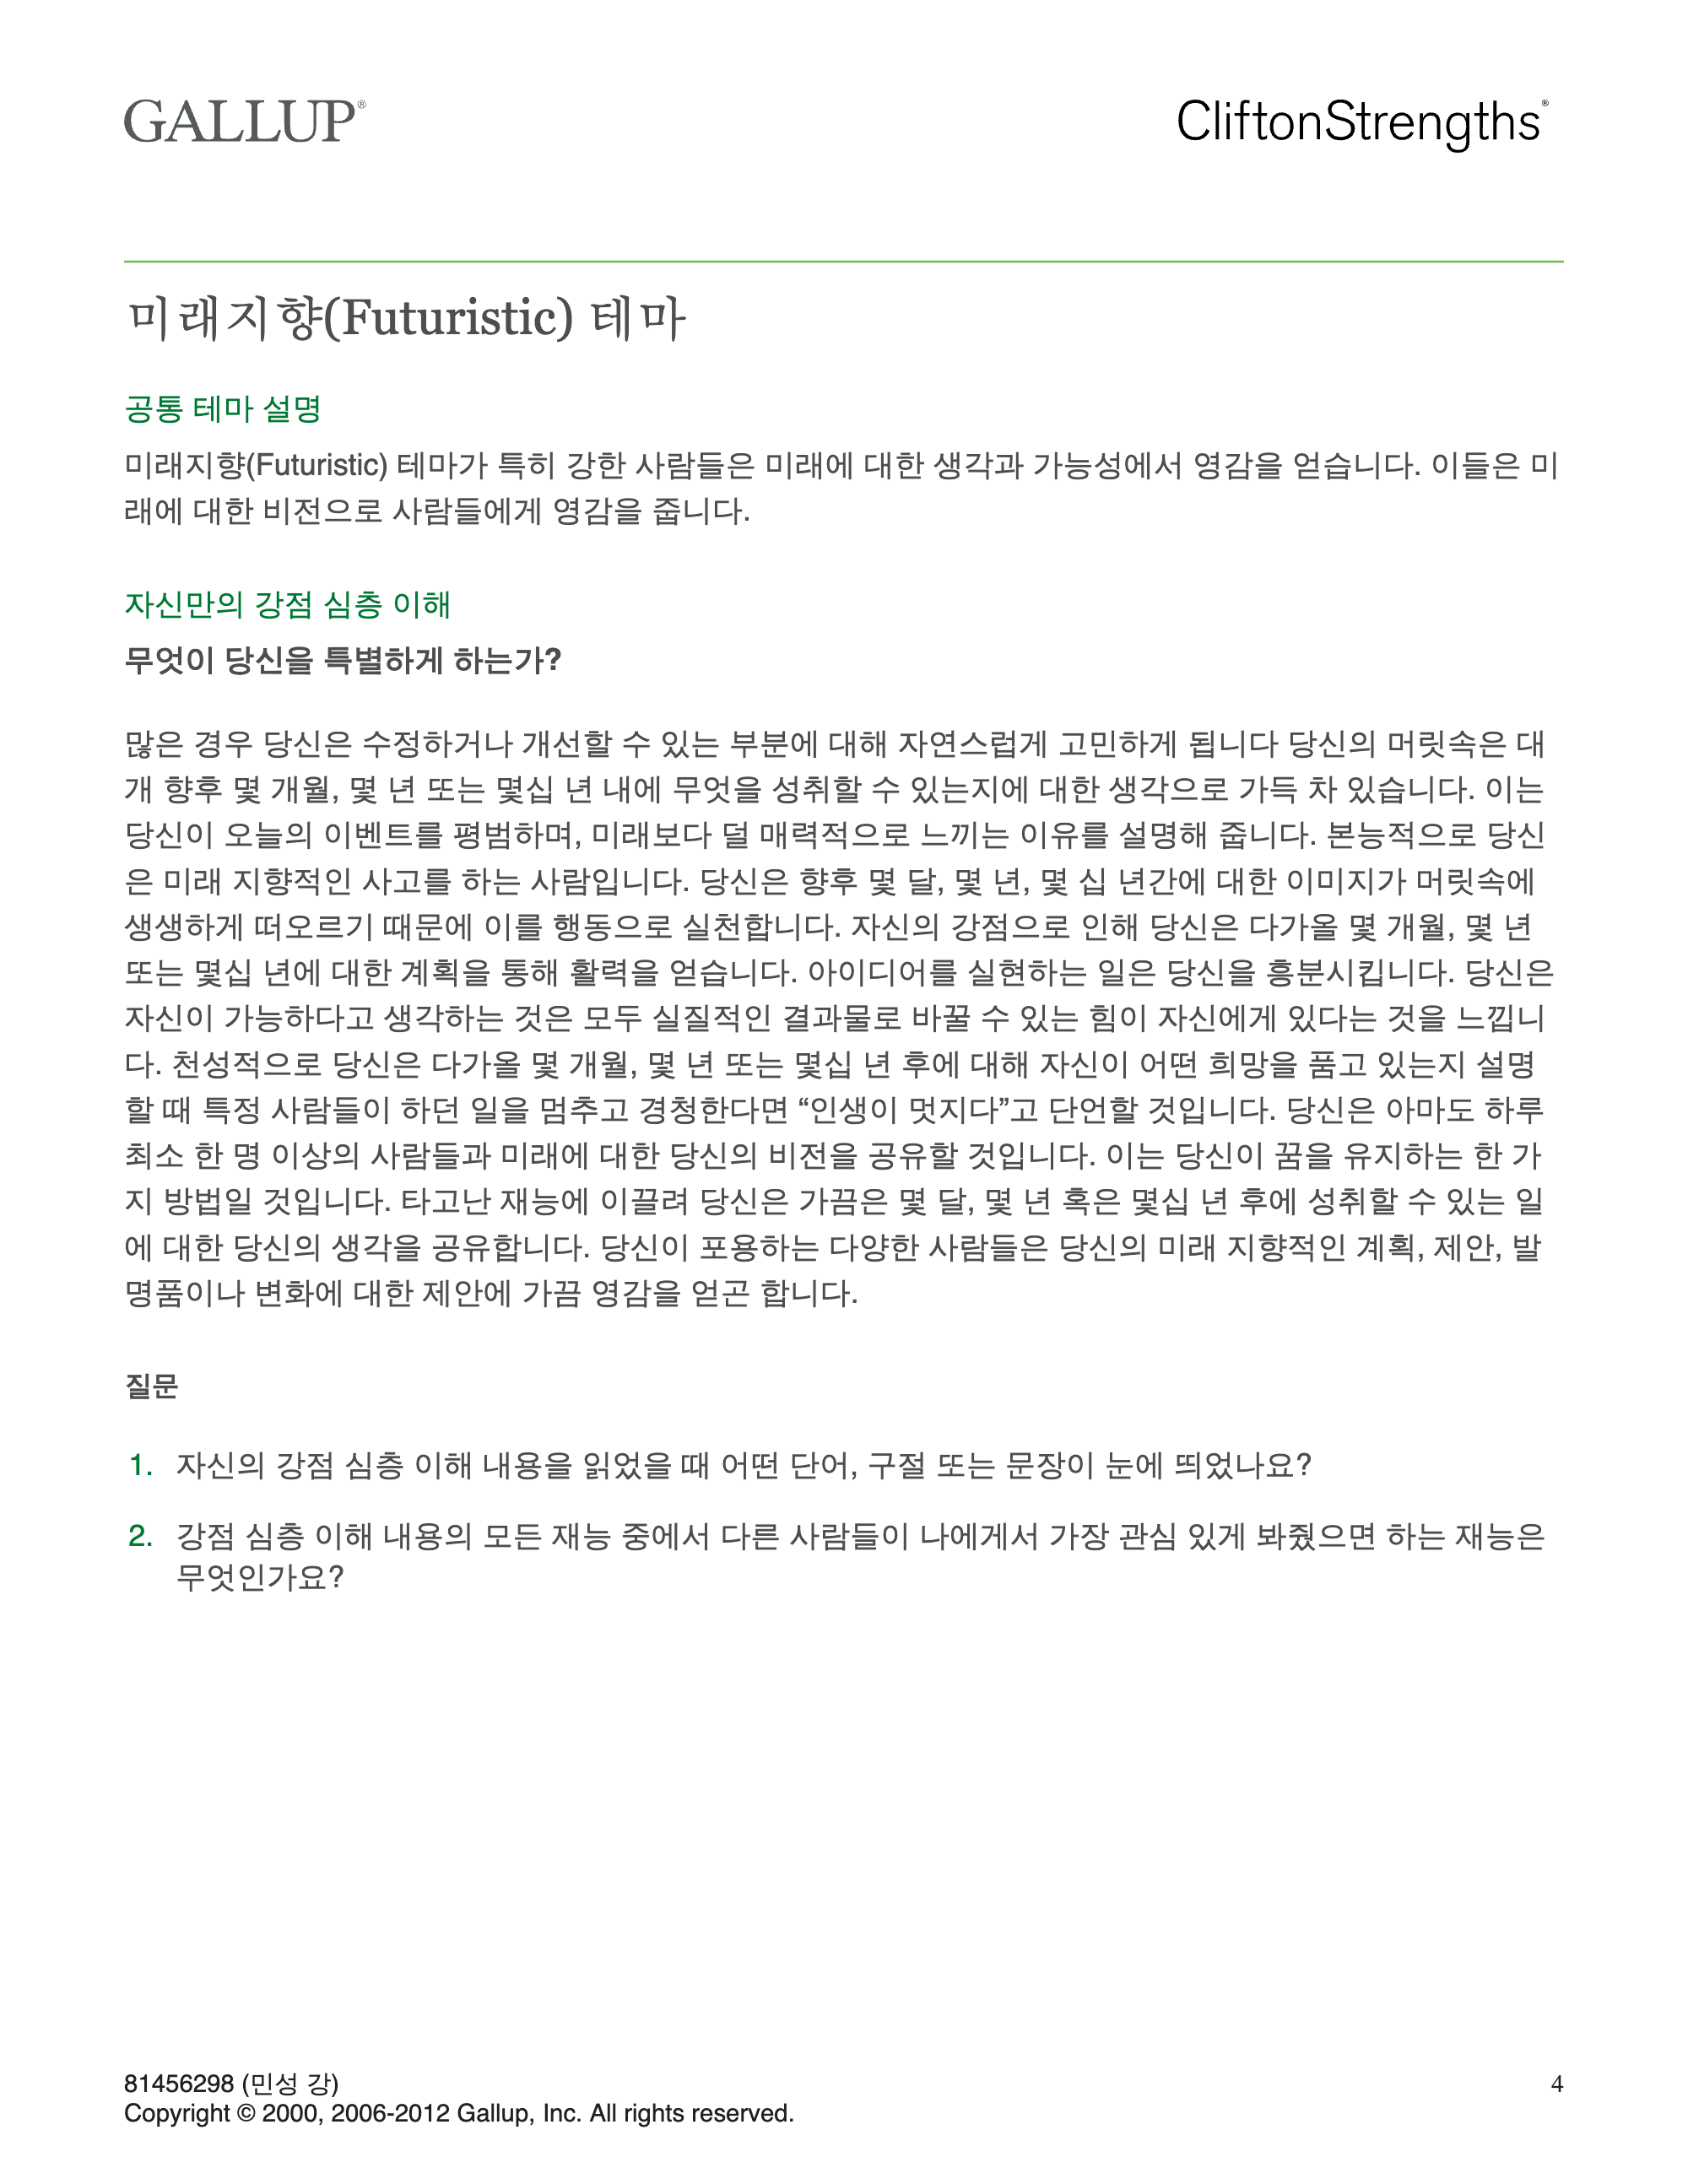 GALLUP®
CliftonStrengths®
미래지향(Futuristic) 테마
공통 테마 설명
미래지향(Futuristic) 테마가 특히 강한 사람들은 미래에 대한 생각과 가능성에서 영감을 얻습니다. 이들은 미
래에 대한 비전으로 사람들에게 영감을 줍니다.
자신만의 강점 심층 이해
무엇이 당신을 특별하게 하는가?
많은 경우 당신은 수정하거나 개선할 수 있는 부분에 대해 자연스럽게 고민하게 됩니다 당신의 머릿속은 대
개 향후 몇 개월, 몇 년 또는 몇십 년 내에 무엇을 성취할 수 있는지에 대한 생각으로 가득 차 있습니다. 이는
당신이 오늘의 이벤트를 평범하며, 미래보다 덜 매력적으로 느끼는 이유를 설명해 줍니다. 본능적으로 당신
은 미래 지향적인 사고를 하는 사람입니다. 당신은 향후 몇 달, 몇 년, 몇 십 년간에 대한 이미지가 머릿속에
생생하게 떠오르기 때문에 이를 행동으로 실천합니다. 자신의 강점으로 인해 당신은 다가올 몇 개월, 몇 년
또는 몇십 년에 대한 계획을 통해 활력을 얻습니다. 아이디어를 실현하는 일은 당신을 흥분시킵니다. 당신은
자신이 가능하다고 생각하는 것은 모두 실질적인 결과물로 바꿀 수 있는 힘이 자신에게 있다는 것을 느낍니
다. 천성적으로 당신은 다가올 몇 개월, 몇 년 또는 몇십 년 후에 대해 자신이 어떤 희망을 품고 있는지 설명
할 때 특정 사람들이 하던 일을 멈추고 경청한다면 “인생이 멋지다”고 단언할 것입니다. 당신은 아마도 하루
최소 한 명 이상의 사람들과 미래에 대한 당신의 비전을 공유할 것입니다. 이는 당신이 꿈을 유지하는 한 가
지 방법일 것입니다. 타고난 재능에 이끌려 당신은 가끔은 몇 달, 몇 년 혹은 몇십 년 후에 성취할 수 있는 일
에 대한 당신의 생각을 공유합니다. 당신이 포용하는 다양한 사람들은 당신의 미래 지향적인 계획, 제안, 발
명품이나 변화에 대한 제안에 가끔 영감을 얻곤 합니다.
질문
1. 자신의 강점 심층 이해 내용을 읽었을 때 어떤 단어, 구절 또는 문장이 눈에 띄었나요?
2. 강점 심층 이해 내용의 모든 재능 중에서 다른 사람들이 나에게서 가장 관심 있게 봐줬으면 하는 재능은
무엇인가요?
81456298 (민성 강)
4
Copyright © 2000, 2006-2012 Gallup, Inc. All rights reserved.